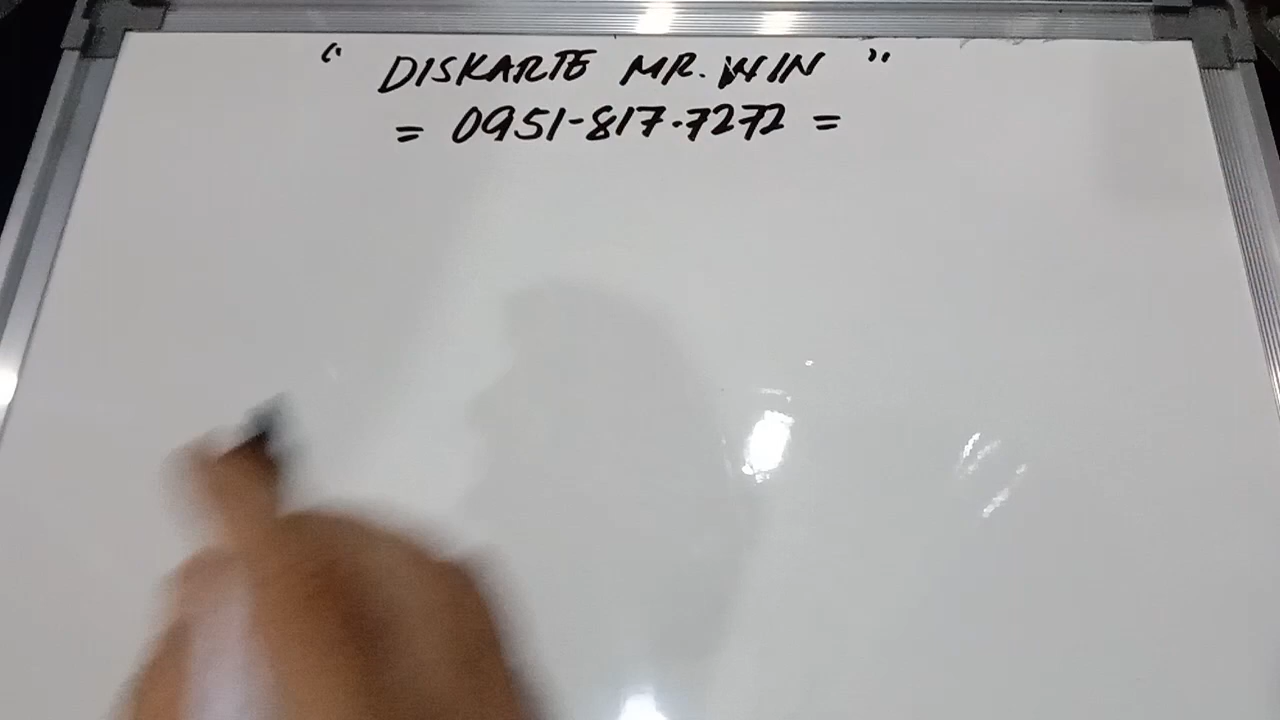 “ DISKARTE MR. WIN ”
= 0951-817.7272 =